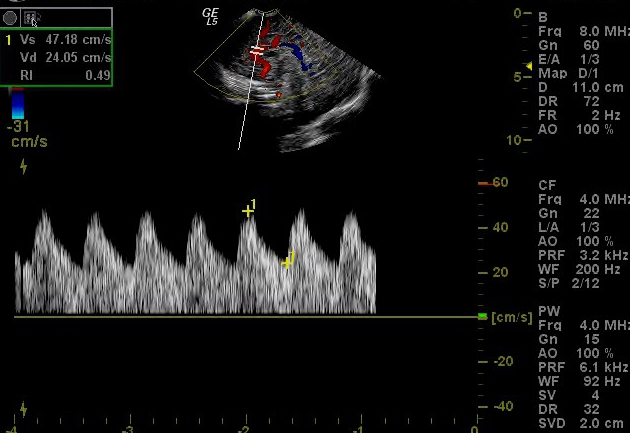 1 Vs 47.18 cm/s
Vd 24.05 cm/s
RI 0.49
-31
cm/s
GE
L5
0
5
10
B
Frq 8.0 MHz
Gn 60
E/A 1/3
Map D/1
D 11.0 cm
DR 72
FR 2 Hz
AO 100 %
CF
Frq 4.0 MHz
Gn 22
L/A 1/3
AO 100 %
PRF 3.2 kHz
WF 200 Hz
S/P 2/12
PW
Frq 4.0 MHz
Gn 15
AO 100 %
PRF 6.1 kHz
WF 92 Hz
SV 4
DR 32
SVD 2.0 cm
60
40
20
[cm/s]
-20
-40
1
1
-4
-3
-2
-1
0